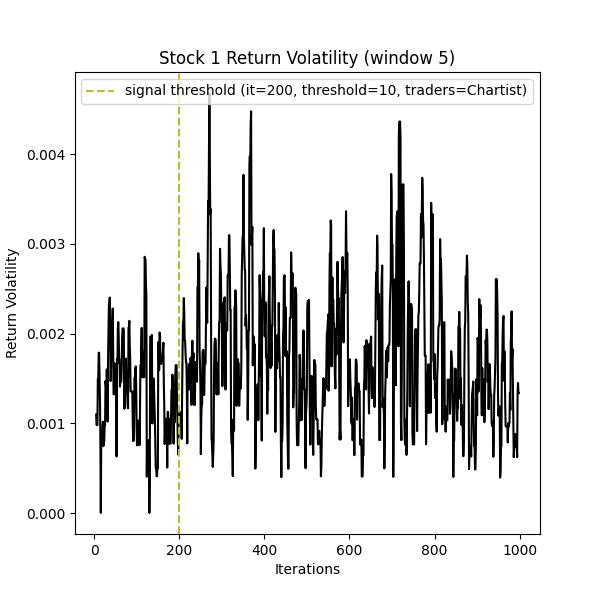 Stock 1 Return Volatility (window 5)
signal threshold (it=200, threshold=10, traders=Chartist)
0.004
0.003
0.002
0.001
0.000
Return Volatility
0 200 400 600 800 1000
Iterations